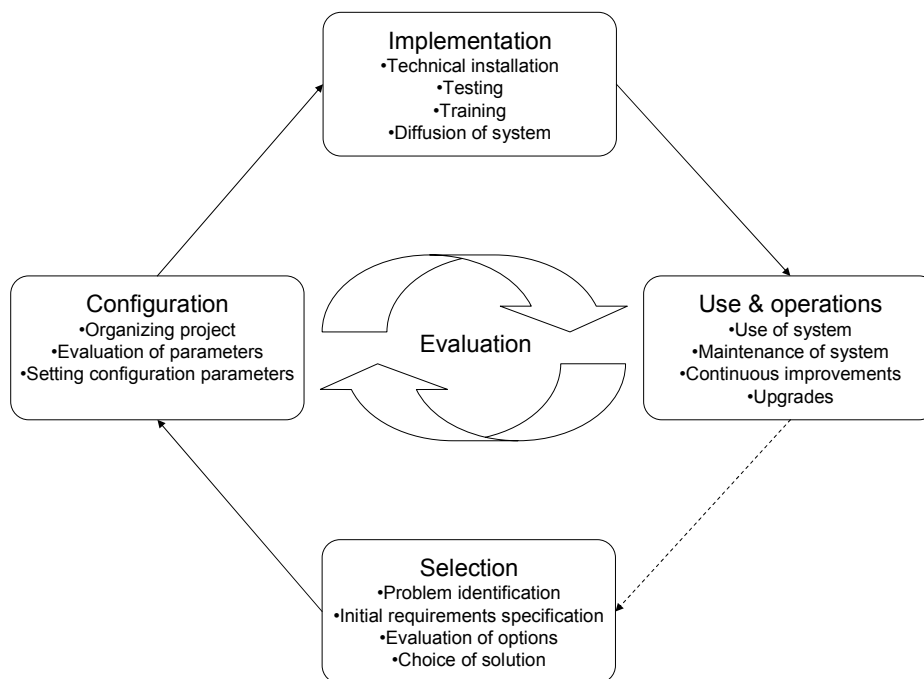 Implementation
•Technical installation
•Testing
•Training
•Diffusion of system
Configuration
•Organizing project
•Evaluation of parameters
•Setting configuration parameters
Evaluation
Use & operations
•Use of system
•Maintenance of system
•Continuous improvements
•Upgrades
Selection
•Problem identification
•Initial requirements specification
•Evaluation of options
•Choice of solution